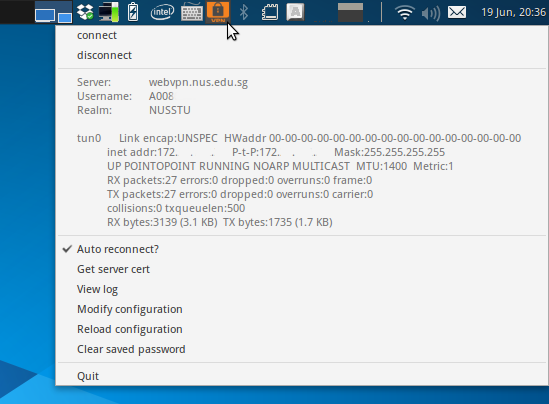 intel
VPN
A
19 Jun, 20:36
connect
disconnect
Server: webvpn.nus.edu.sg
Username: A008
Realm: NUSSTU
tun0 Link encap:UNSPEC HWaddr 00-00-00-00-00-00-00-00-00-00-00-00-00-00-00-00
inet addr:172. . . P-t-P:172. . . Mask:255.255.255.255
UP POINTOPOINT RUNNING NOARP MULTICAST MTU:1400 Metric:1
RX packets:27 errors:0 dropped:0 overruns:0 frame:0
TX packets:27 errors:0 dropped:0 overruns:0 carrier:0
collisions:0 txqueuelen:500
RX bytes:3139 (3.1 KB) TX bytes:1735 (1.7 KB)
Auto reconnect?
Get server cert
View log
Modify configuration
Reload configuration
Clear saved password
Quit